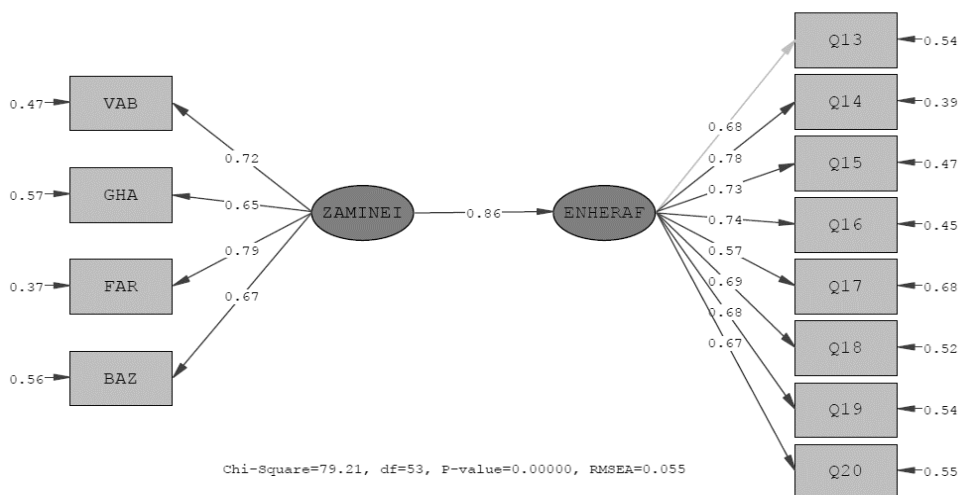 Q13
0.54
VAB
0.47
Q14
0.39
0.68
0.72
0.78
Q15
0.47
GHA
0.57
0.65
0.73
ZAMINEI
0.86
ENHERAF
0.74
Q16
0.45
0.79
0.57
FAR
0.37
Q17
0.68
0.69
0.67
0.68
0.67
Q18
0.52
BAZ
0.56
Q19
0.54
Chi-Square=79.21, df=53, P-value=0.00000, RMSEA=0.055
Q20
0.55